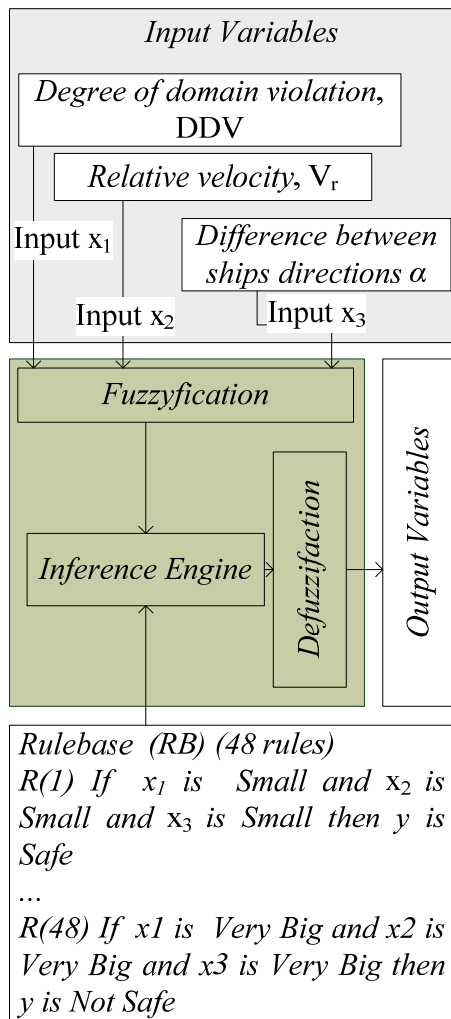 Input Variables
Degree of domain violation,
DDV
Relative velocity, Vr
Input x1
Difference between
ships directions α
Input x2
Input x3
Fuzzyfication
Inference Engine
Defuzzifaction
Output Variables
Rulebase (RB) (48 rules)
R(1) If x1 is Small and x2 is
Small and x3 is Small then y is
Safe
...
R(48) If x1 is Very Big and x2 is
Very Big and x3 is Very Big then
y is Not Safe